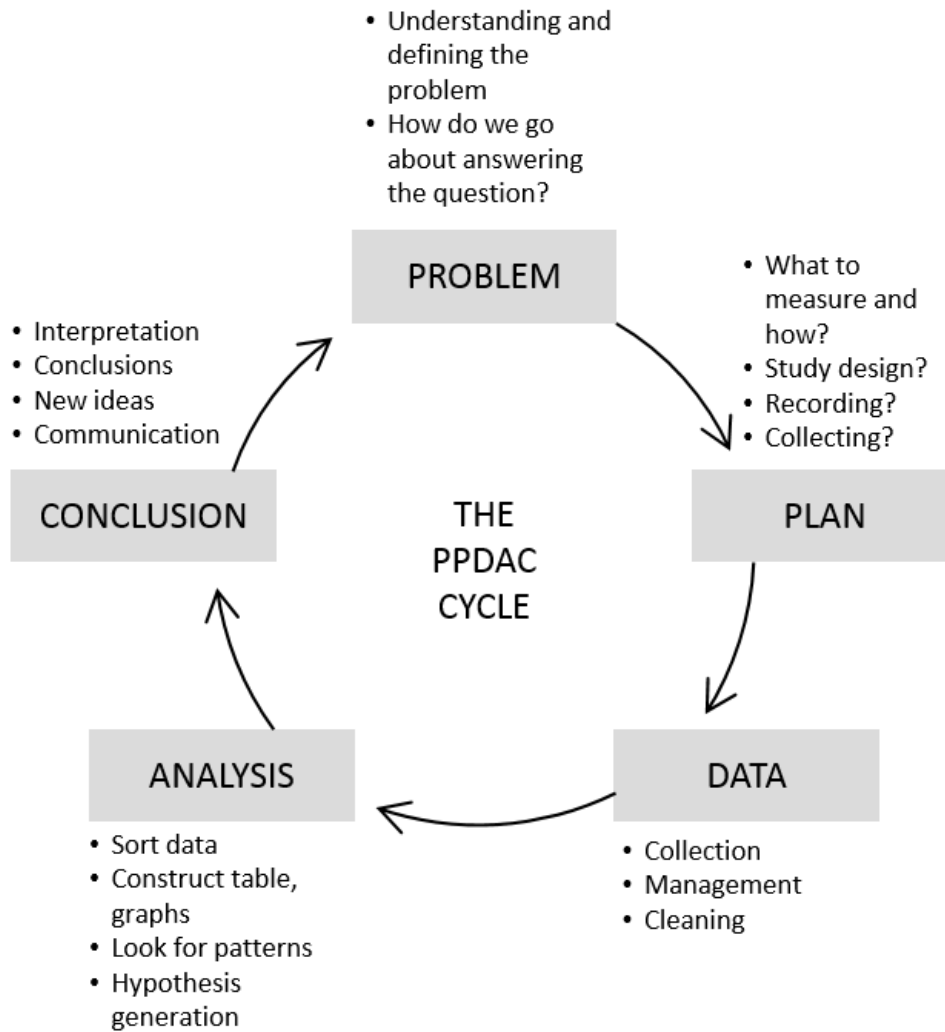 • Understanding and
defining the
problem
• How do we go
about answering
the question?
PROBLEM
• What to
measure and
how?
• Study design?
• Recording?
• Collecting?
PLAN
• Interpretation
• Conclusions
• New ideas
• Communication
CONCLUSION
THE
PPDAC
CYCLE
ANALYSIS
• Sort data
• Construct table,
graphs
• Look for patterns
• Hypothesis
generation
DATA
• Collection
• Management
• Cleaning